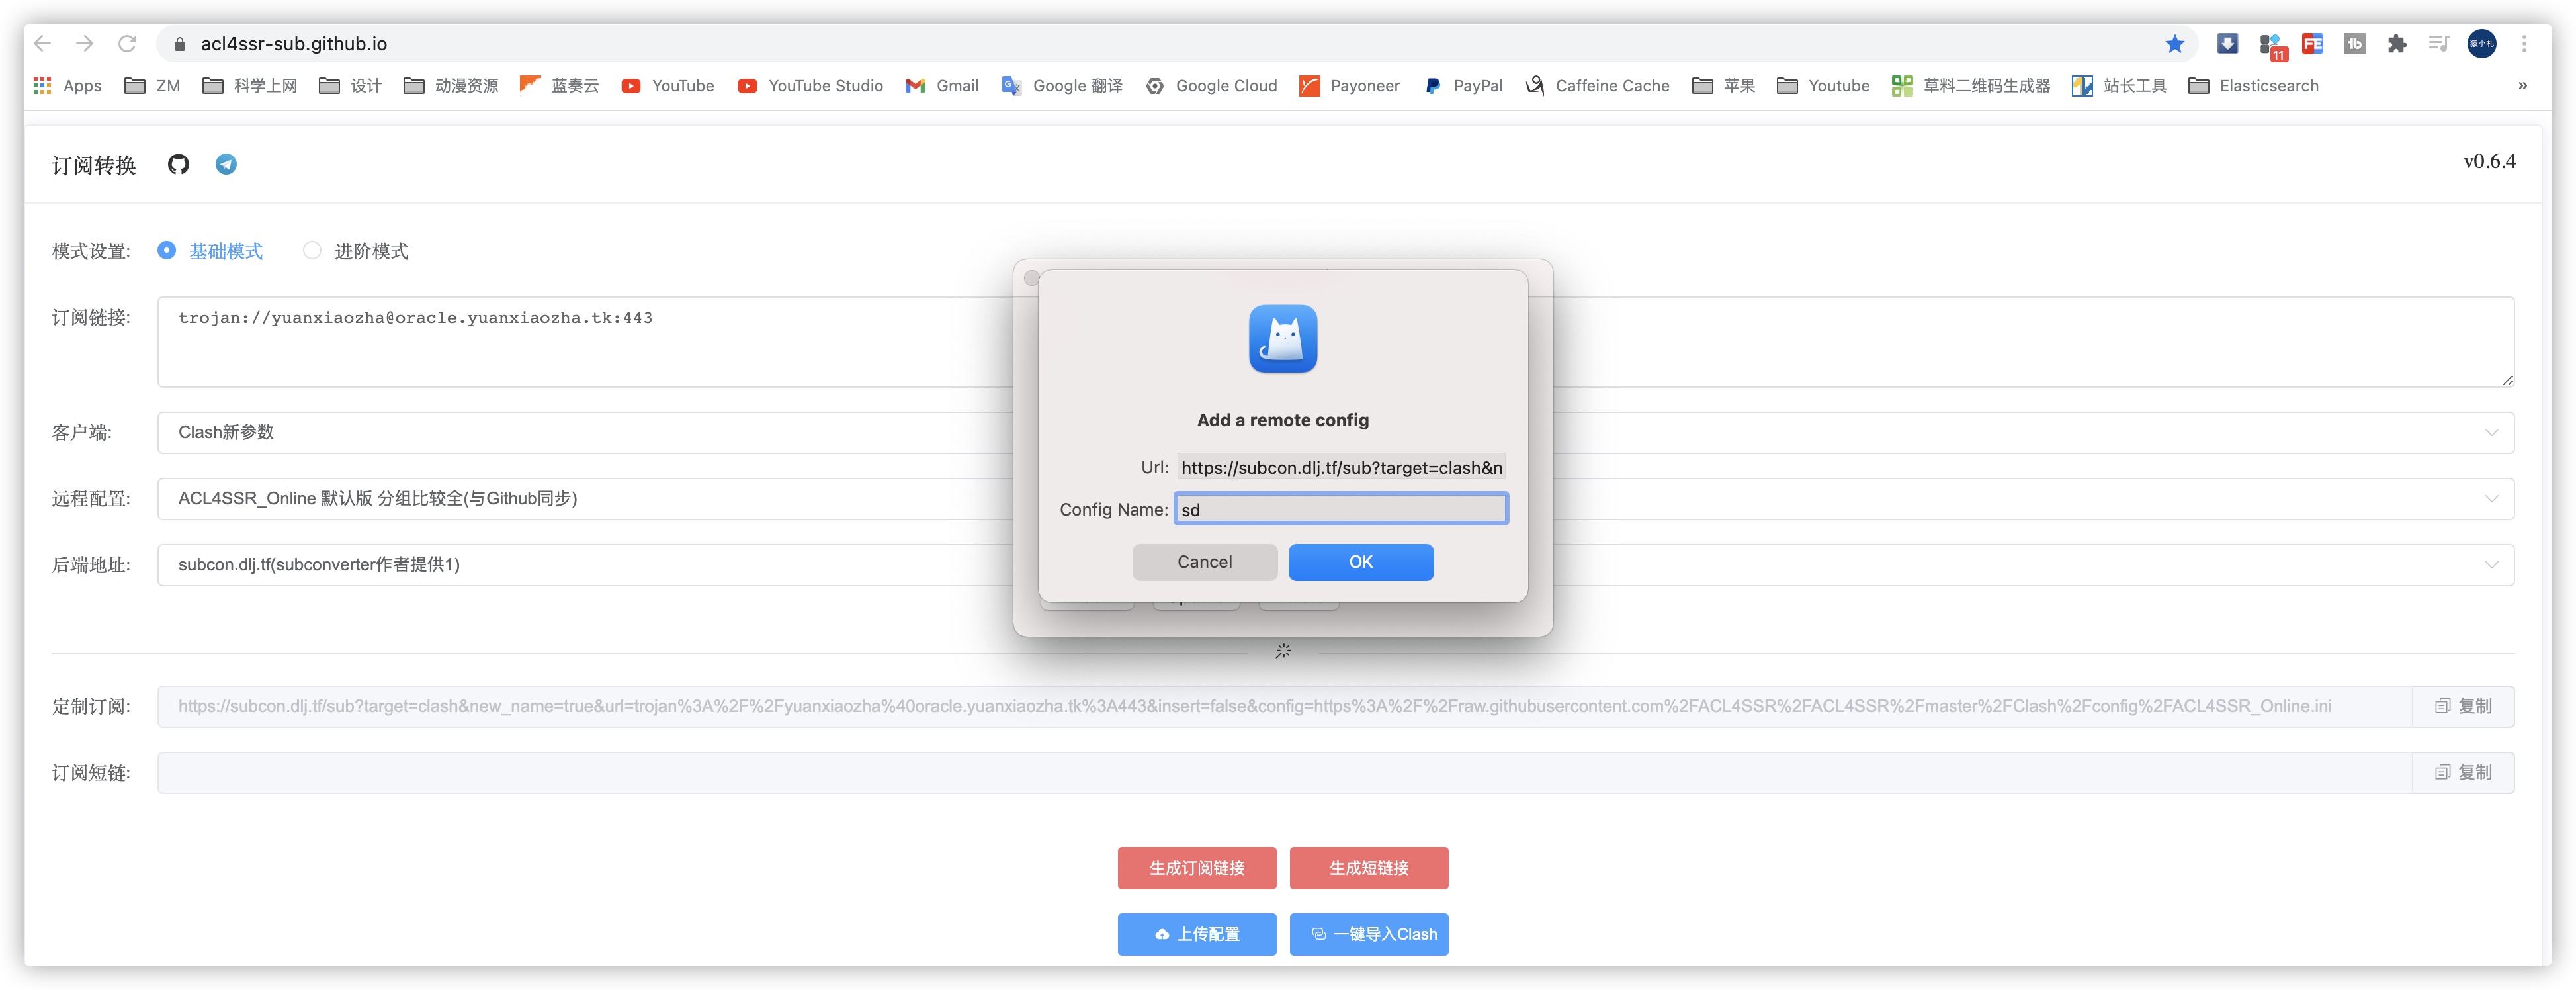 acl4ssr-sub.github.io
11
FE
猿小札
Apps ZM 科学上网 设计 动漫资源 蓝奏云 YouTube YouTube Studio Gmail Google 翻译 Google Cloud Payoneer PayPal Caffeine Cache 苹果 Youtube 草料二维码生成器 站长工具 Elasticsearch »
订阅转换
v0.6.4
模式设置: 基础模式 进阶模式
订阅链接: trojan://yuanxiaozha@oracle.yuanxiaozha.tk:443
客户端: Clash新参数
远程配置: ACL4SSR_Online 默认版 分组比较全(与Github同步)
后端地址: subcon.dlj.tf(subconverter作者提供1)
Add a remote config
Url: https://subcon.dlj.tf/sub?target=clash&n
Config Name: sd
Cancel OK
定制订阅: https://subcon.dlj.tf/sub?target=clash&new_name=true&url=trojan%3A%2F%2Fyuanxiaozha%40oracle.yuanxiaozha.tk%3A443&insert=false&config=https%3A%2F%2Fraw.githubusercontent.com%2FACL4SSR%2FACL4SSR%2Fmaster%2FClash%2Fconfig%2FACL4SSR_Online.ini 复制
订阅短链: 复制
生成订阅链接 生成短链接
上传配置 一键导入Clash